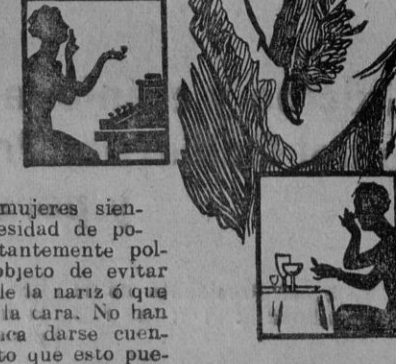 mujeres sien-
esidad de po-
tantemente pol-
objeto de evitar
le la nariz ó que
la cara. No han
ca darse cuen-
to que esto pue-